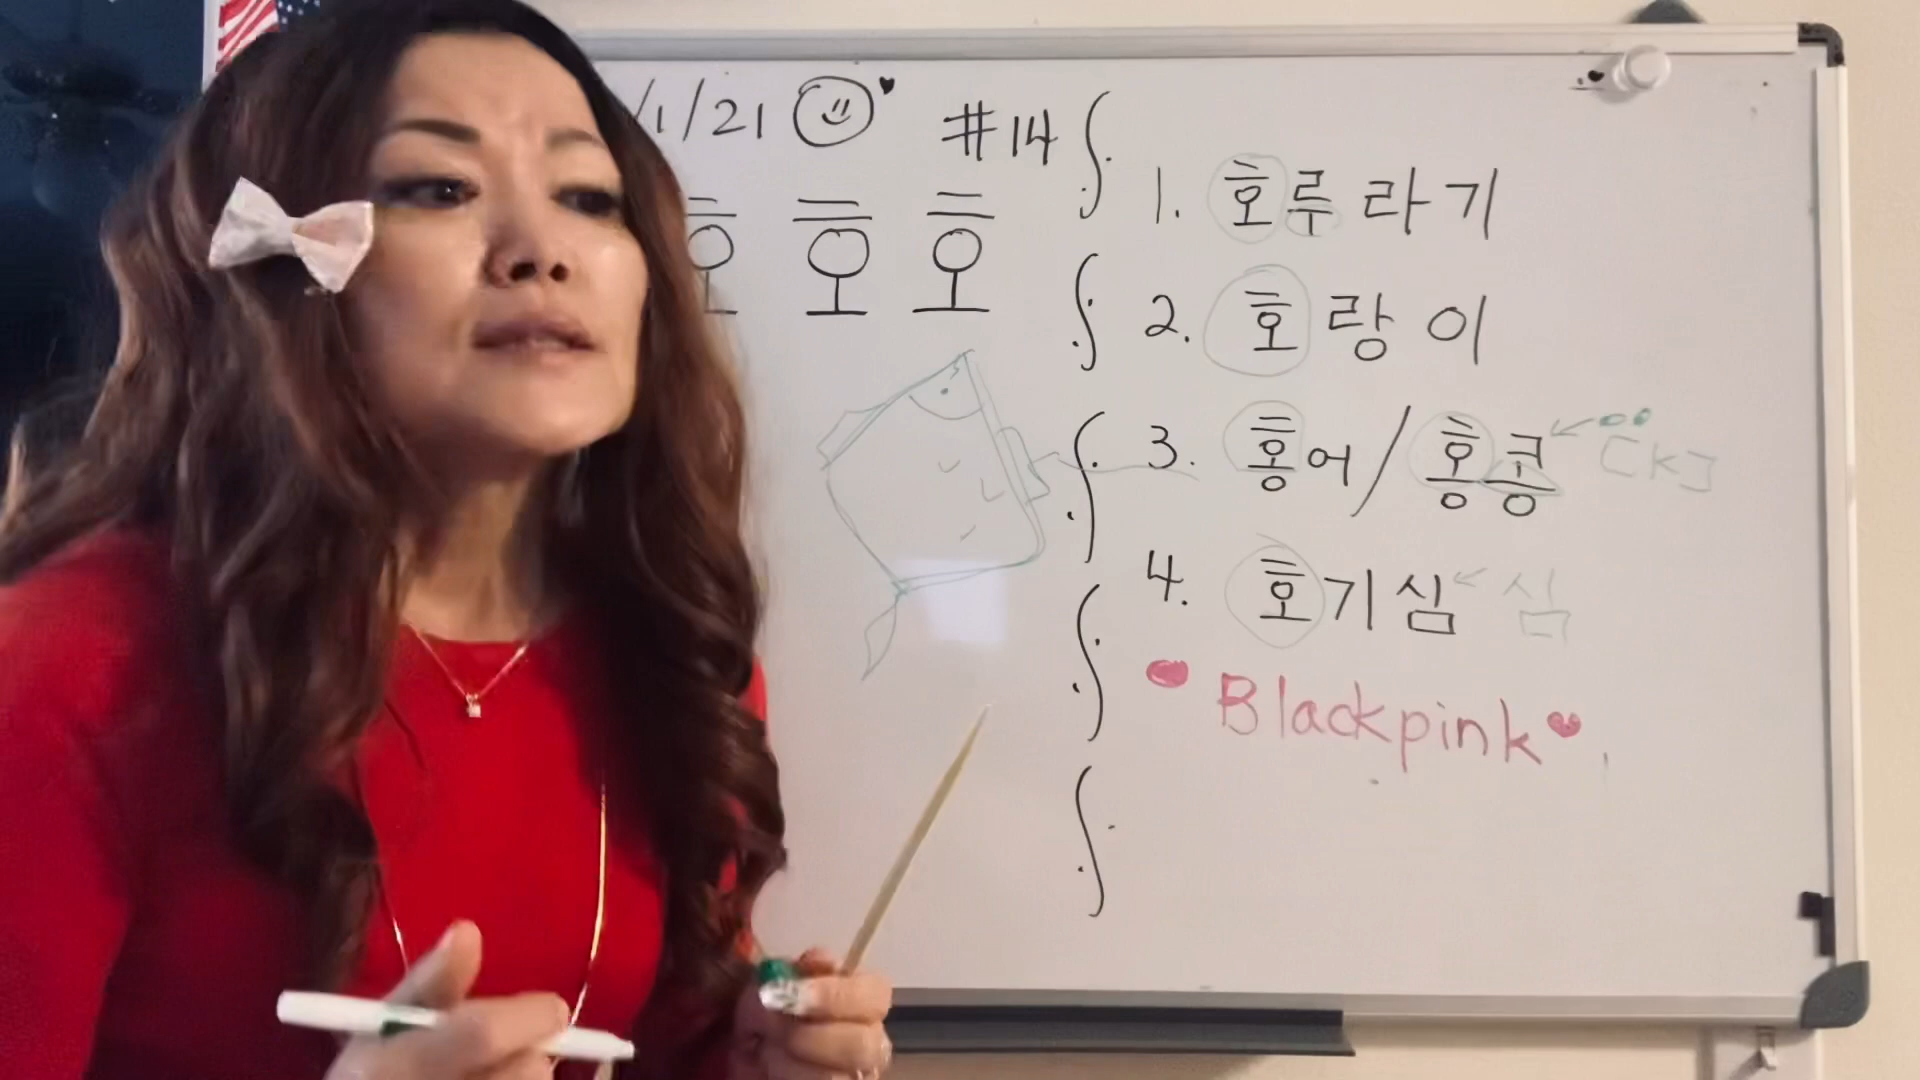 /1/21 #14
호 호 호
1. 호루라기
2. 호랑이
3. 홍어/홍콩 ← [k]
4. 호기심 ← 심
Blackpink